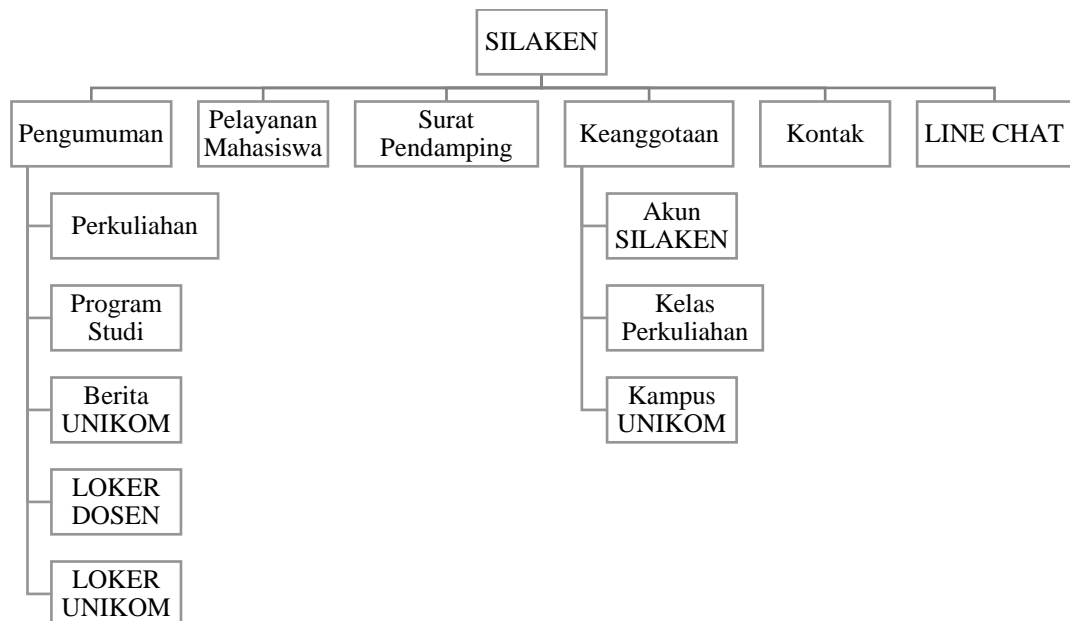 SILAKEN
Pengumuman
Pelayanan
Mahasiswa
Surat
Pendamping
Keanggotaan
Kontak
LINE CHAT
Perkuliahan
Program
Studi
Berita
UNIKOM
LOKER
DOSEN
LOKER
UNIKOM
Akun
SILAKEN
Kelas
Perkuliahan
Kampus
UNIKOM